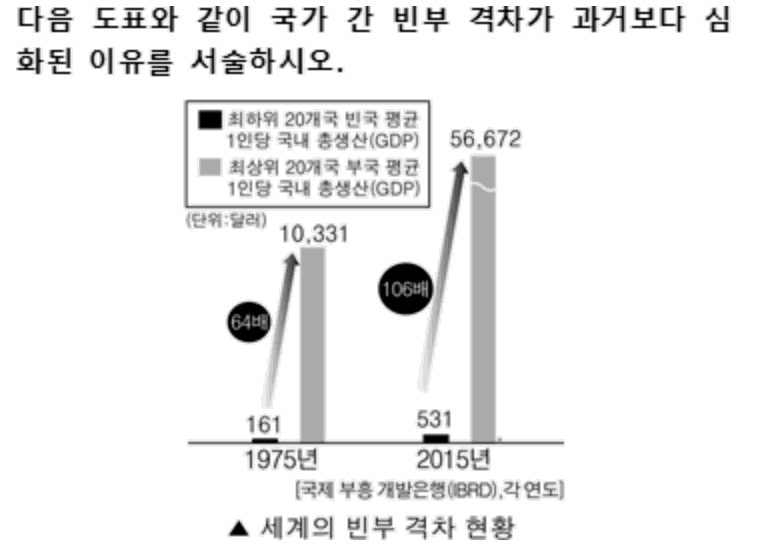 다음 도표와 같이 국가 간 빈부 격차가 과거보다 심
화된 이유를 서술하시오.
최하위 20개국 빈국 평균
1인당 국내 총생산(GDP)
최상위 20개국 부국 평균
1인당 국내 총생산(GDP)
(단위:달러)
10,331
56,672
64배
106배
161
531
1975년
2015년
[국제 부흥 개발은행(IBRD),각 연도]
▲ 세계의 빈부 격차 현황